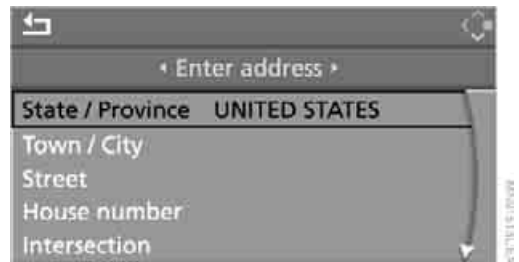 Enter address
State / Province UNITED STATES
Town / City
Street
House number
Intersection